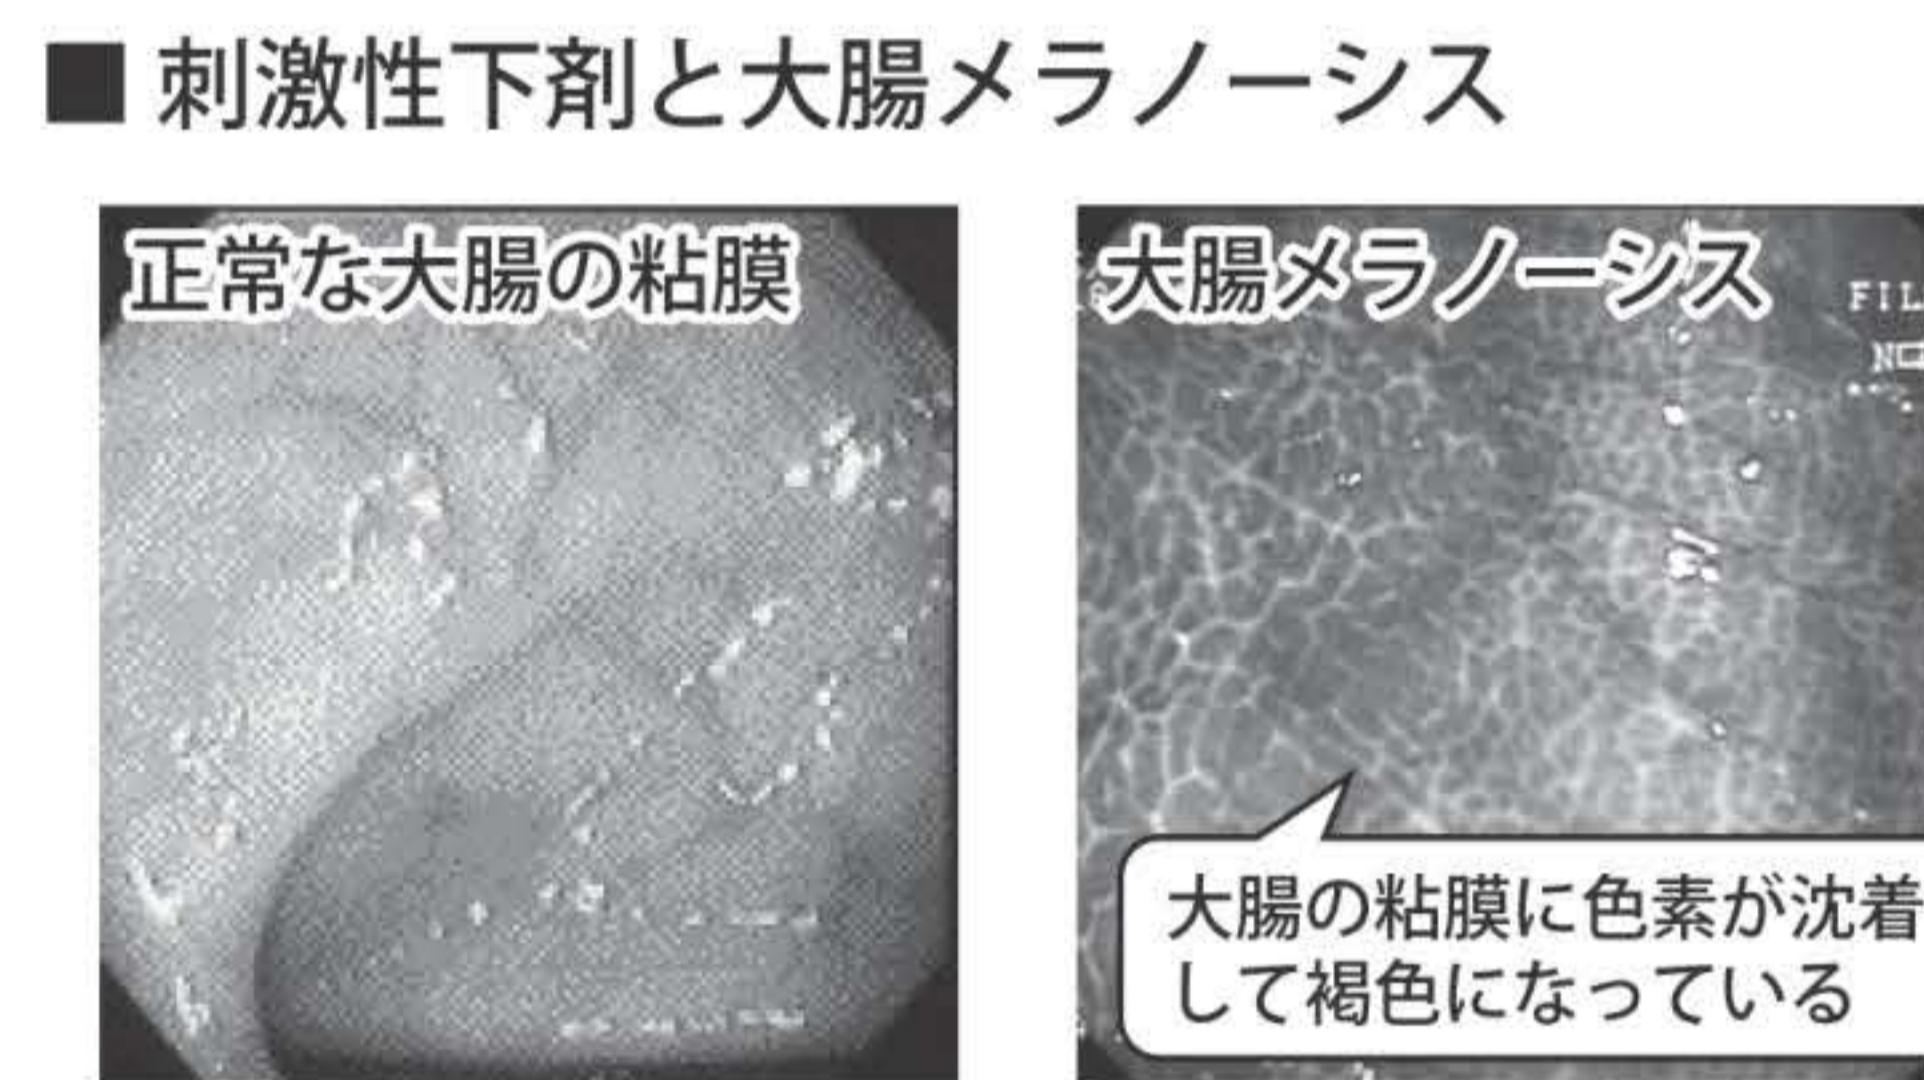 ■ 刺激性下剤と大腸メラノーシス
正常な大腸の粘膜
大腸メラノーシス
FIL
NO
大腸の粘膜に色素が沈着
して褐色になっている